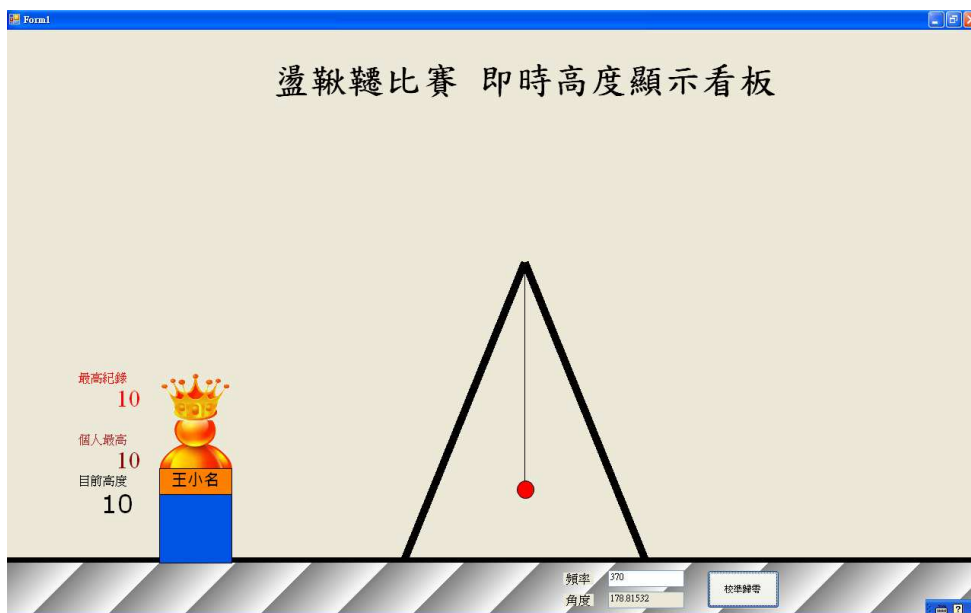 Form1
盪鞦韆比賽 即時高度顯示看板
最高紀錄
10
個人最高
10
目前高度
10
王小名
頻率 370
角度 178.81532
校準歸零